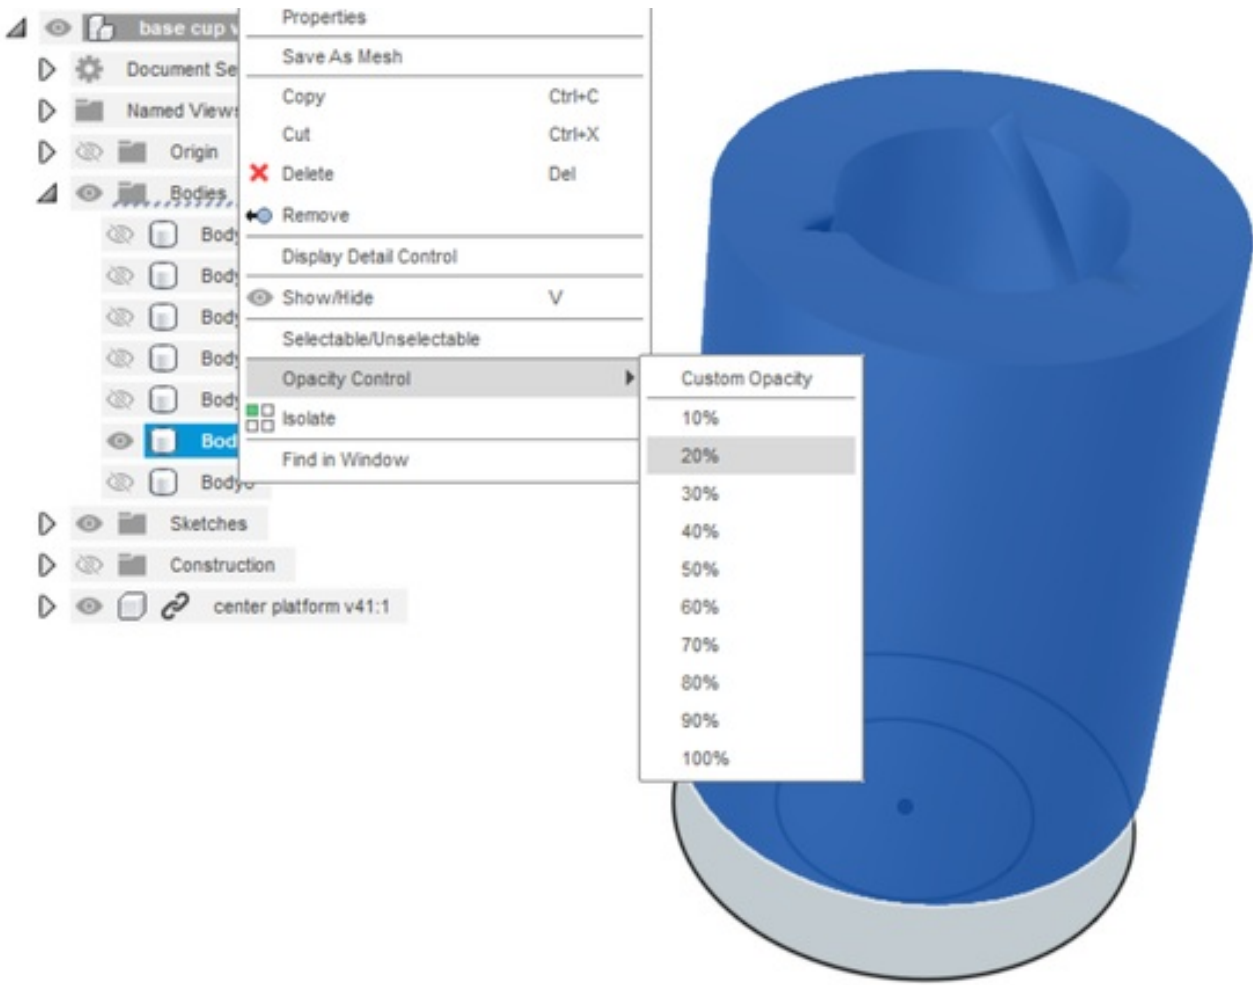 base cup v
Document Se
Named Views
Origin
Bodies
Body
Body
Body
Body
Body
Bod
Body6
Sketches
Construction
center platform v41:1
Properties
Save As Mesh
Copy Ctrl+C
Cut Ctrl+X
Delete Del
Remove
Display Detail Control
Show/Hide V
Selectable/Unselectable
Opacity Control
Isolate
Find in Window
Custom Opacity
10%
20%
30%
40%
50%
60%
70%
80%
90%
100%